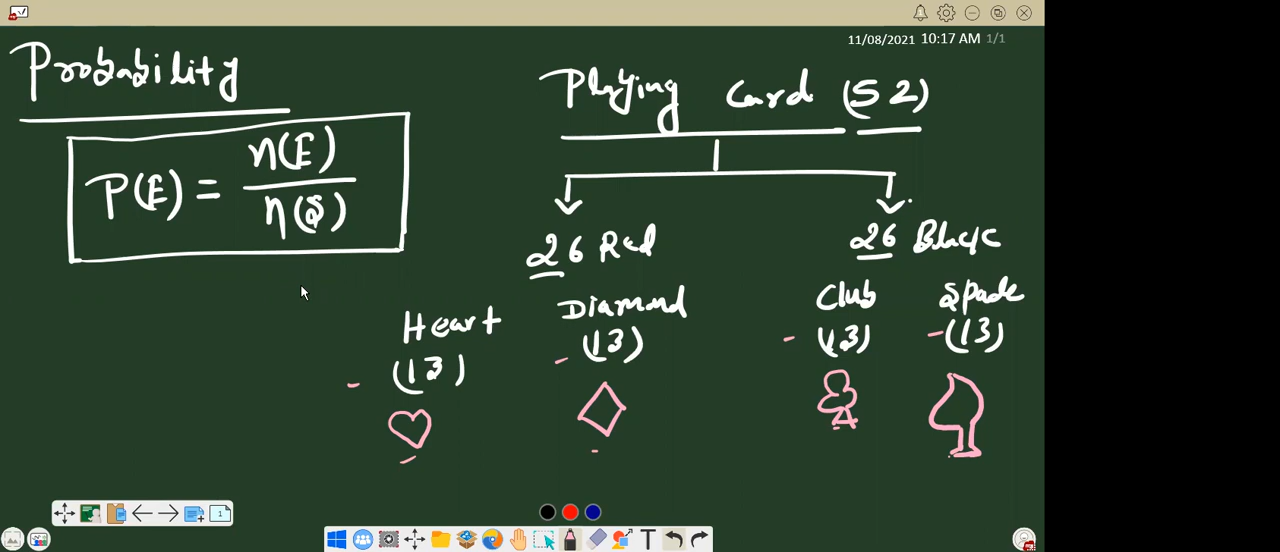 11/08/2021 10:17 AM 1/1
Probability
P(E) = n(E)
n(S)
Playing Card (52)
26 Red
26 Black
Heart
(13)
Diamond
(13)
Club
(13)
Spade
(13)
1
T